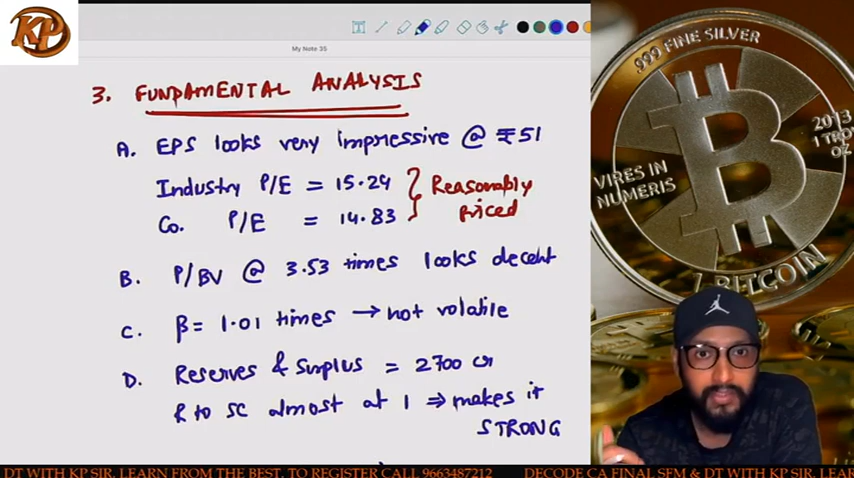 KP
My Note 35
3. FUNDAMENTAL ANALYSIS
A. EPS looks very impressive @ ₹51
Industry P/E = 15.24
Co. P/E = 14.83
Reasonably
priced
B. P/BV @ 3.53 times looks decent
C. β = 1.01 times → not volatile
D. Reserves & Surplus = 2700 cr
R to SC almost at 1 ⇒ makes it
STRONG
.999 FINE SILVER
2013
1 TROY
OZ
VIRES IN
NUMERIS
1 BITCOIN
DT WITH KP SIR. LEARN FROM THE BEST. TO REGISTER CALL 9663487212
DECODE CA FINAL SFM & DT WITH KP SIR.